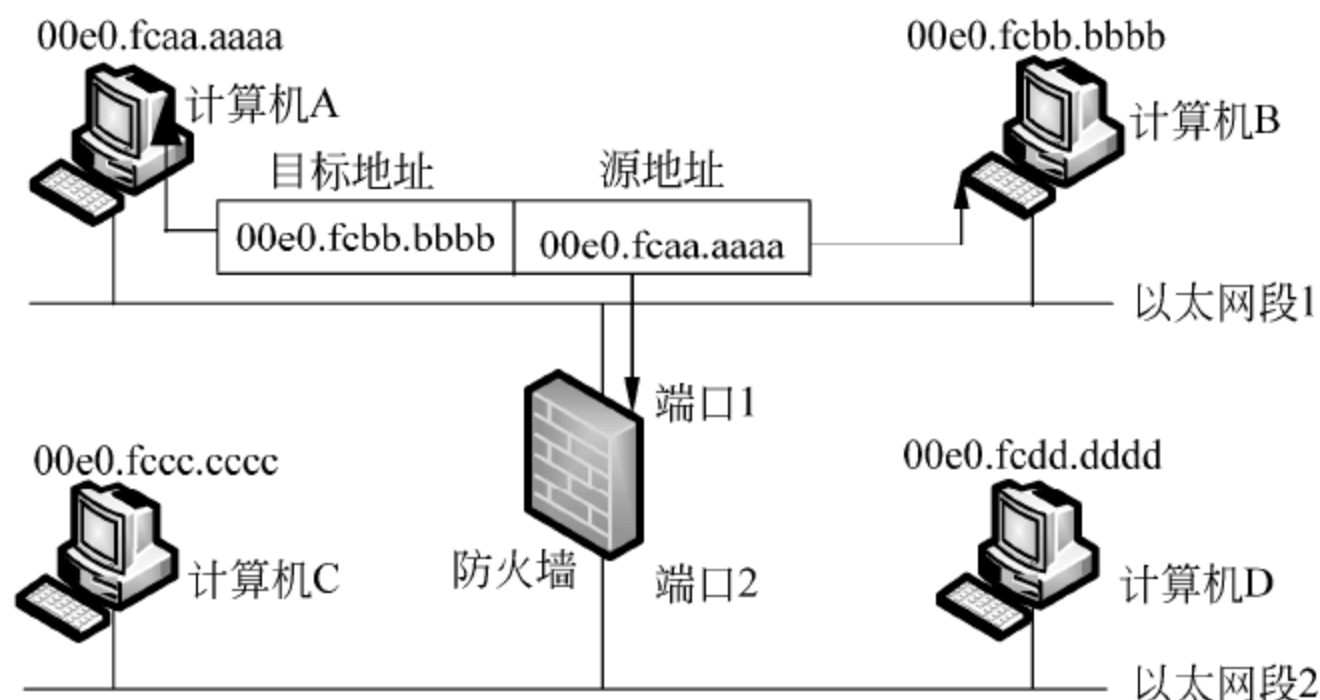 00e0.fcaa.aaaa
00e0.fcbb.bbbb
计算机A
计算机B
目标地址
源地址
00e0.fcbb.bbbb
00e0.fcaa.aaaa
以太网段1
端口1
00e0.fccc.cccc
00e0.fcdd.dddd
防火墙
端口2
计算机C
计算机D
以太网段2